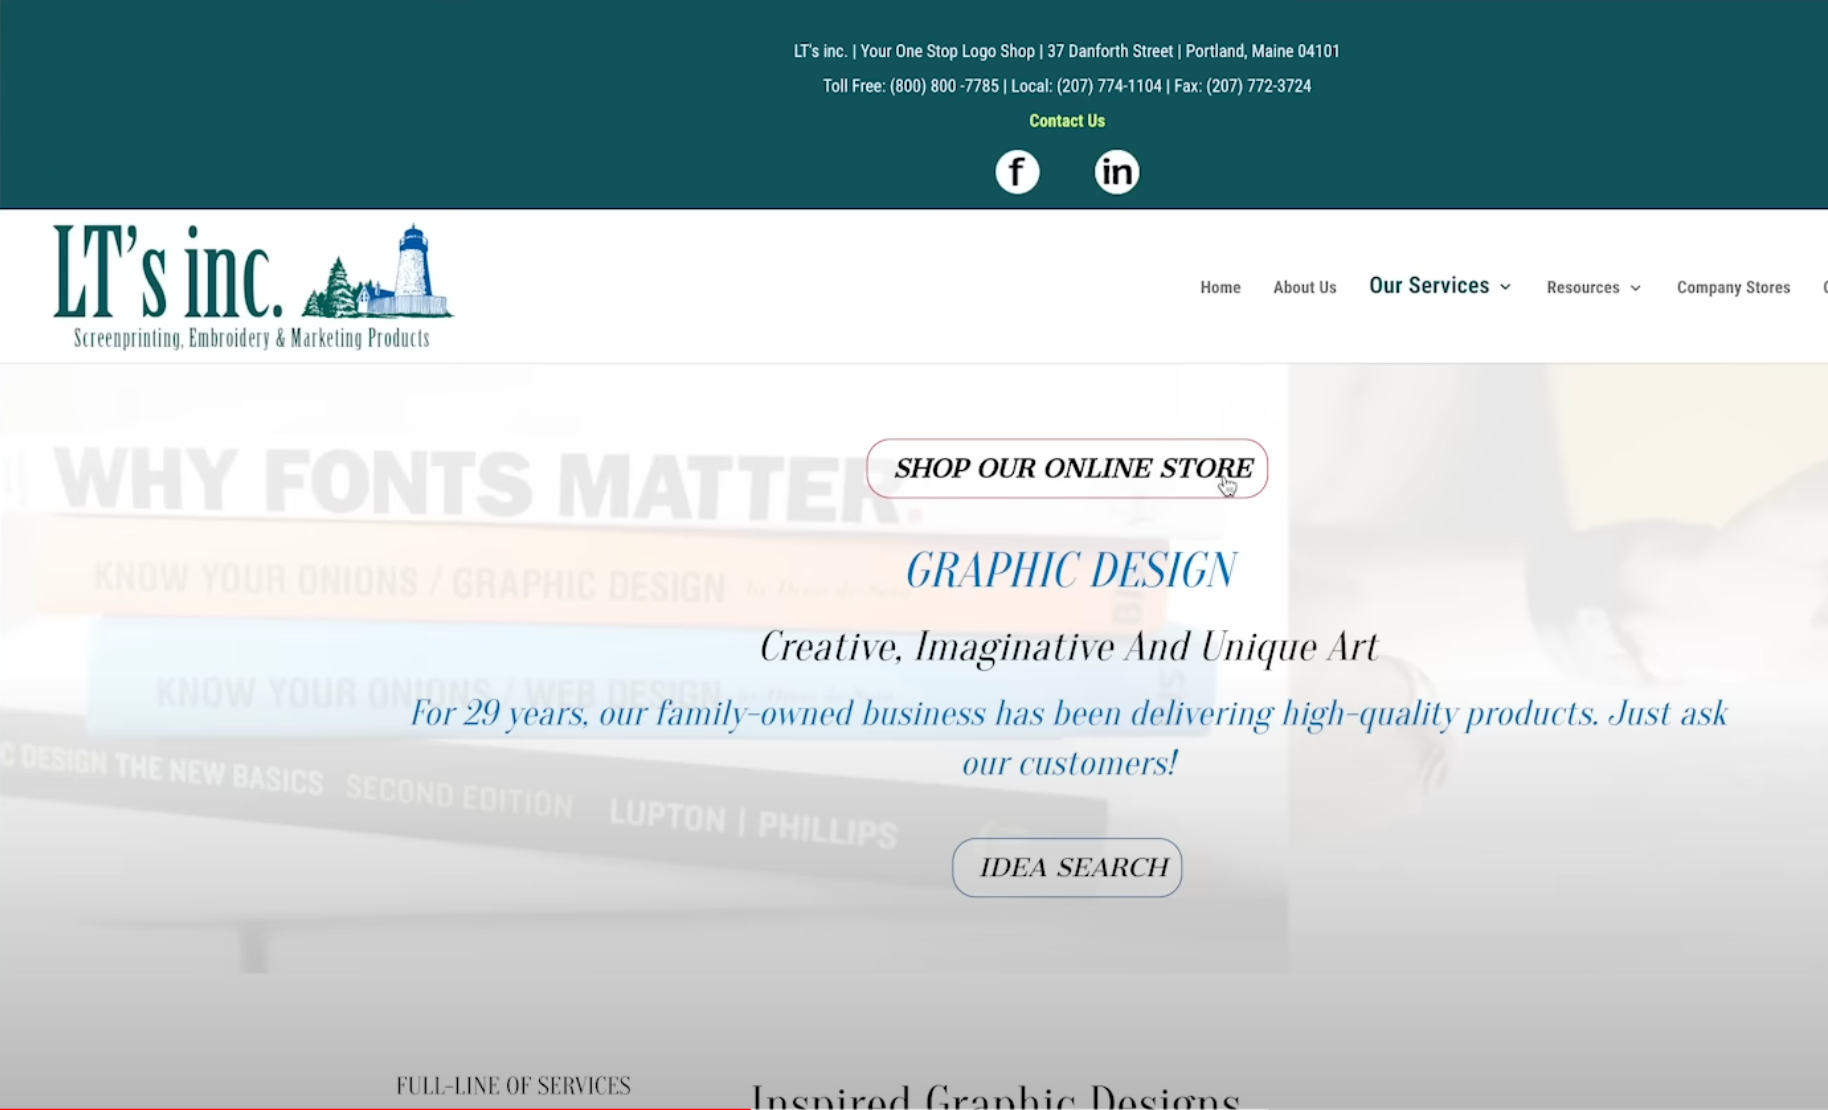 LT's inc. | Your One Stop Logo Shop | 37 Danforth Street | Portland, Maine 04101
Toll Free: (800) 800 -7785 | Local: (207) 774-1104 | Fax: (207) 772-3724
Contact Us
f in
LT's inc.
Screenprinting, Embroidery & Marketing Products
Home About Us Our Services Resources Company Stores
WHY FONTS MATTER.
SHOP OUR ONLINE STORE
KNOW YOUR ONIONS / GRAPHIC DESIGN
GRAPHIC DESIGN
Creative, Imaginative And Unique Art
KNOW YOUR ONIONS / WEB DESIGN
For 29 years, our family-owned business has been delivering high-quality products. Just ask
our customers!
C DESIGN THE NEW BASICS SECOND EDITION LUPTON | PHILLIPS
IDEA SEARCH
FULL-LINE OF SERVICES
Inspired Graphic Designs